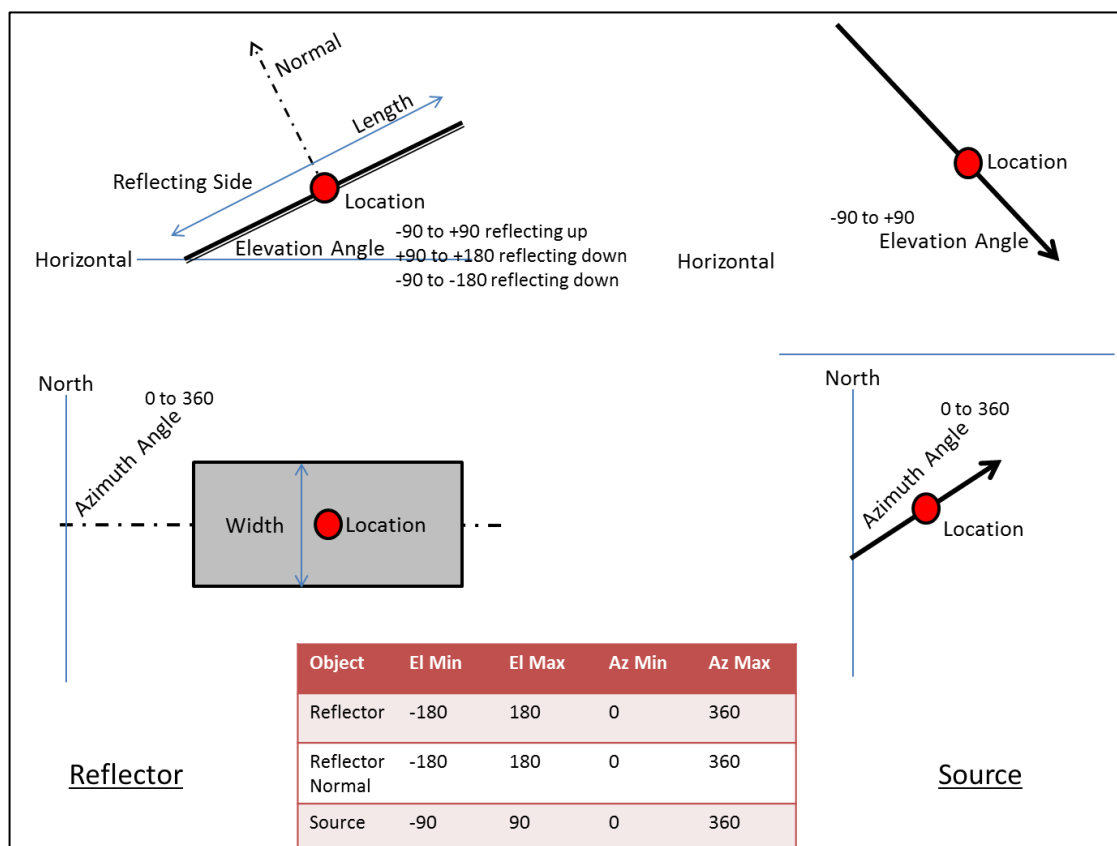 Normal
Length
Reflecting Side
Location
Elevation Angle
-90 to +90 reflecting up
+90 to +180 reflecting down
-90 to -180 reflecting down
Horizontal
Location
-90 to +90
Elevation Angle
Horizontal
North
0 to 360
Azimuth Angle
Width
Location
North
0 to 360
Azimuth Angle
Location
Object El Min El Max Az Min Az Max
Reflector -180 180 0 360
Reflector
Normal -180 180 0 360
Source -90 90 0 360
Reflector
Source